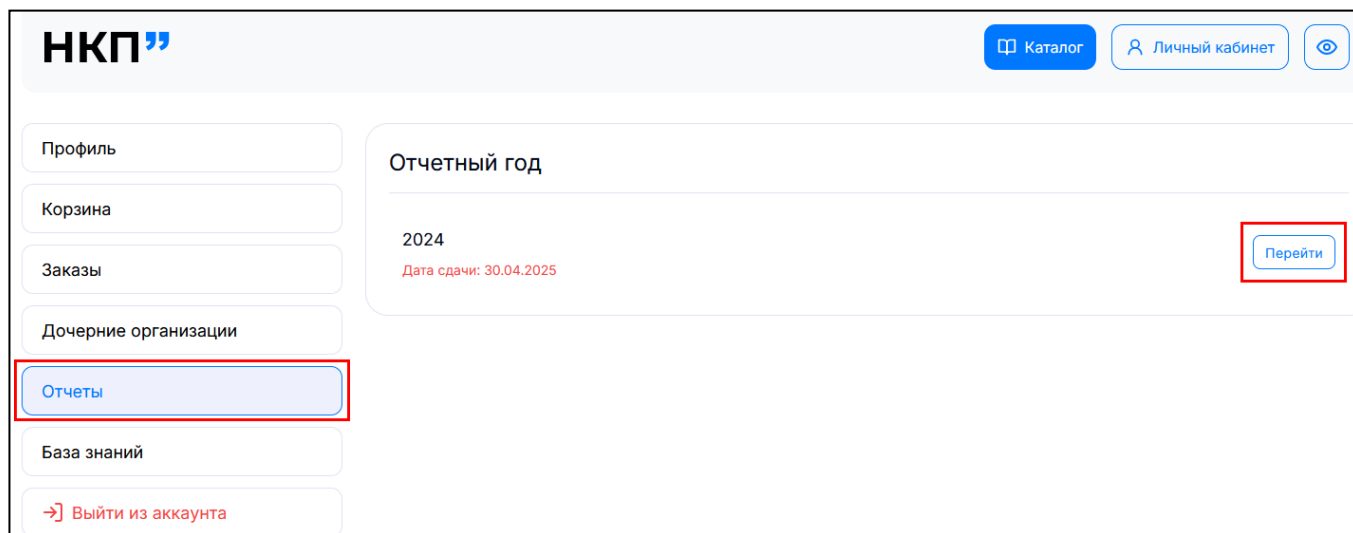 НКП”
Каталог
Личный кабинет
Профиль
Корзина
Заказы
Дочерние организации
Отчеты
База знаний
Выйти из аккаунта
Отчетный год
2024
Дата сдачи: 30.04.2025
Перейти